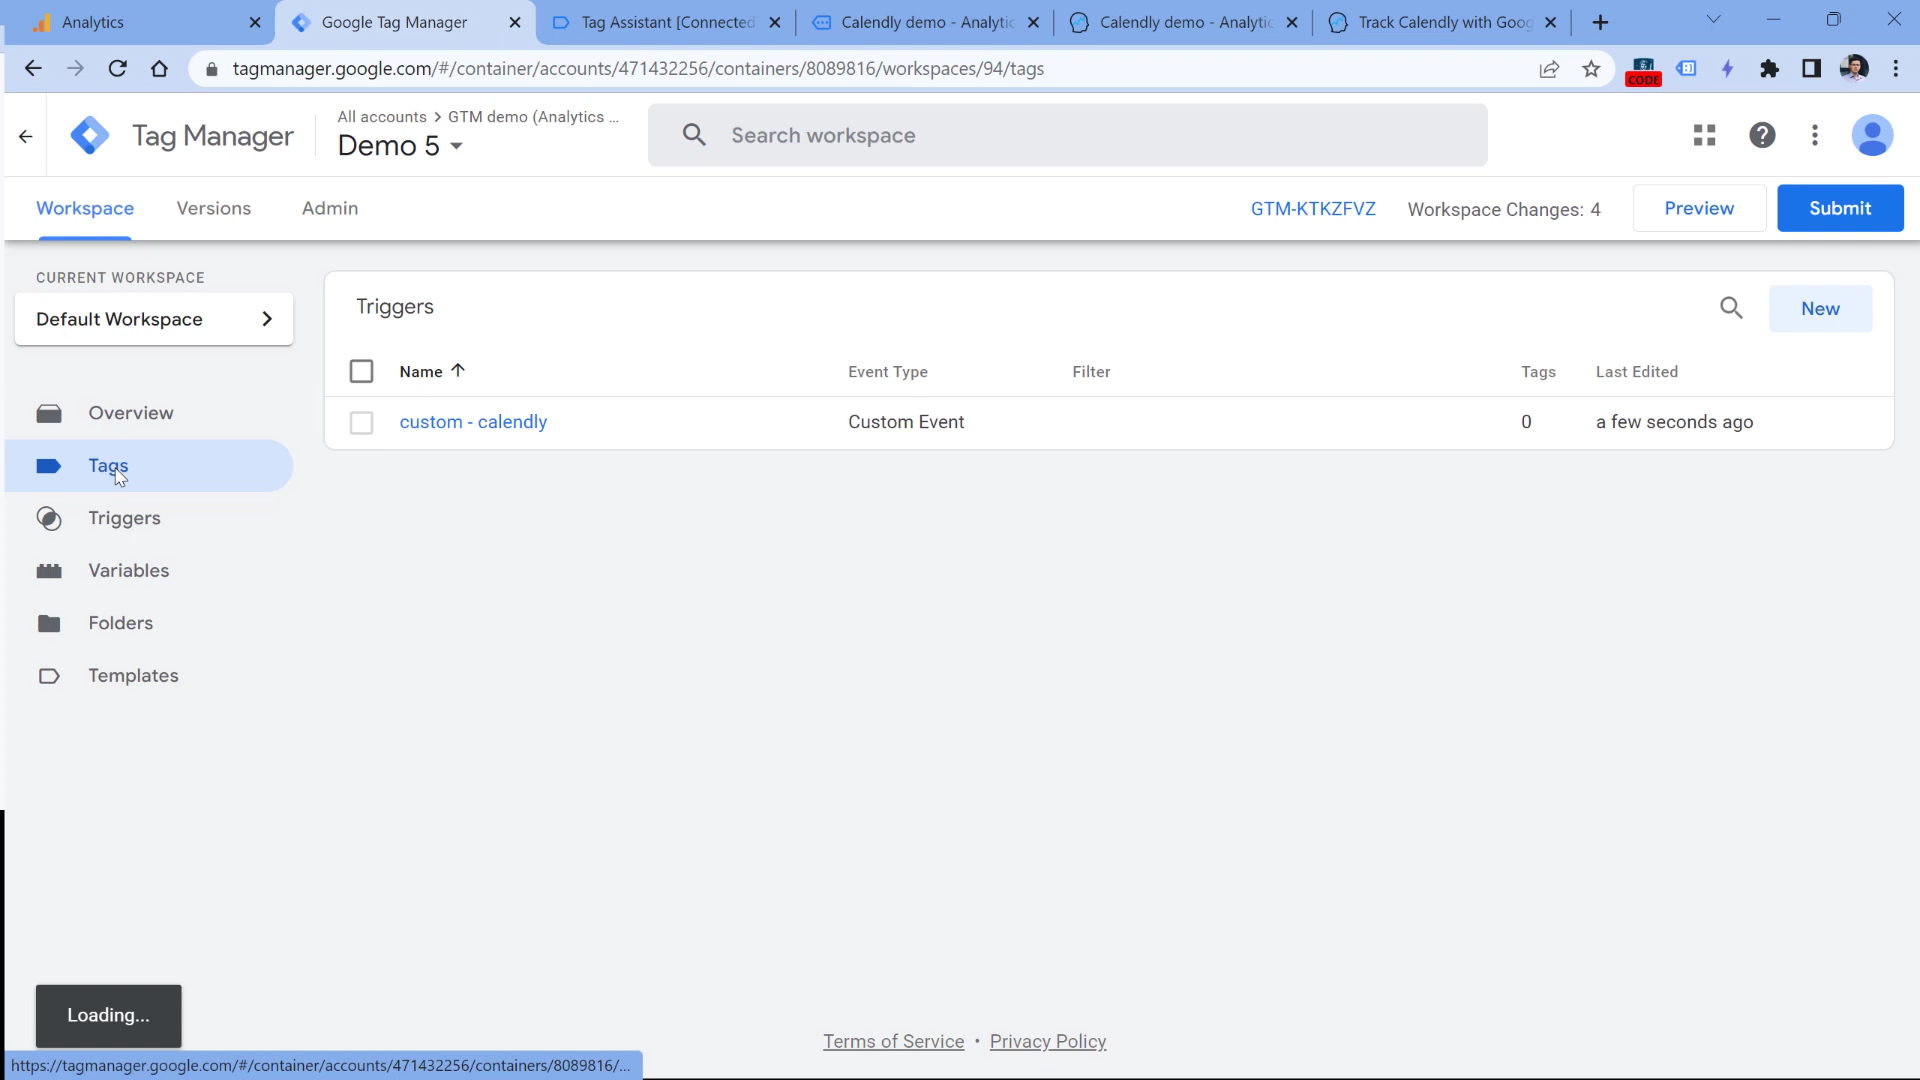 Analytics
Google Tag Manager
Tag Assistant [Connected
Calendly demo - Analytic
Calendly demo - Analytic
Track Calendly with Goog
tagmanager.google.com/#/container/accounts/471432256/containers/8089816/workspaces/94/tags
CODE
Tag Manager
All accounts > GTM demo (Analytics ...
Demo 5
Search workspace
Workspace
Versions
Admin
GTM-KTKZFVZ
Workspace Changes: 4
Preview
Submit
CURRENT WORKSPACE
Default Workspace
Overview
Tags
Triggers
Variables
Folders
Templates
Triggers
New
Name Event Type Filter Tags Last Edited
custom - calendly Custom Event 0 a few seconds ago
Loading...
Terms of Service • Privacy Policy
https://tagmanager.google.com/#/container/accounts/471432256/containers/8089816/...